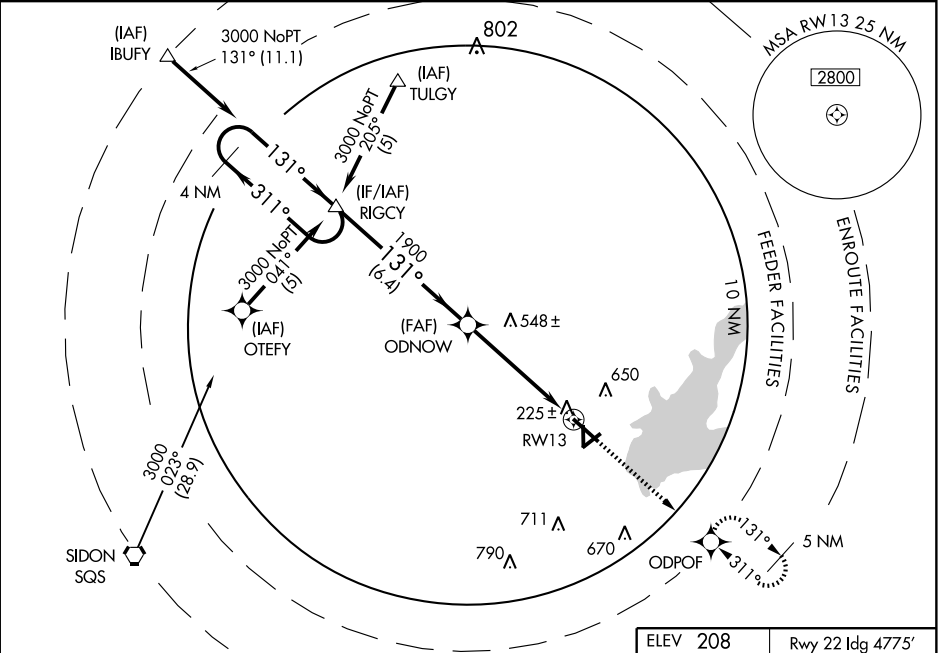 (IAF)
IBUFY
3000 NoPT
131° (11.1)
802
MSA RW13 25 NM
2800
(IAF)
TULGY
3000 NoPT
205°
(5)
131°
4 NM
311°
(IF/IAF)
RIGCY
3000 NoPT
041°
(5)
1900
131°
(6.4)
(IAF)
OTEFY
(FAF)
ODNOW
548 ±
10 NM
FEEDER FACILITIES
ENROUTE FACILITIES
650
225 ±
RW13
3000
023°
(28.9)
SIDON
SQS
711
790
670
ODPOF
131°
311°
5 NM
ELEV 208
Rwy 22 ldg 4775'